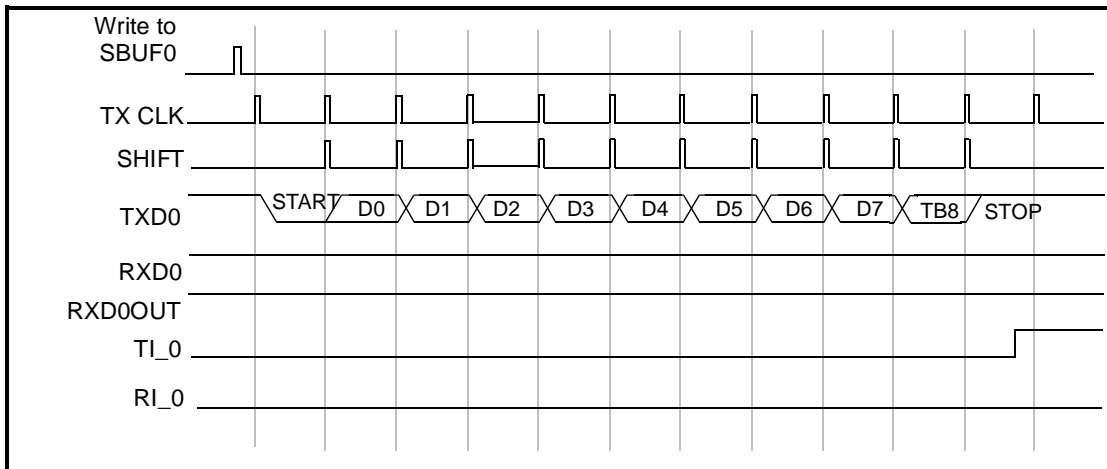 Write to
SBUF0
TX CLK
SHIFT
TXD0 START D0 D1 D2 D3 D4 D5 D6 D7 TB8 STOP
RXD0
RXD0OUT
TI_0
RI_0